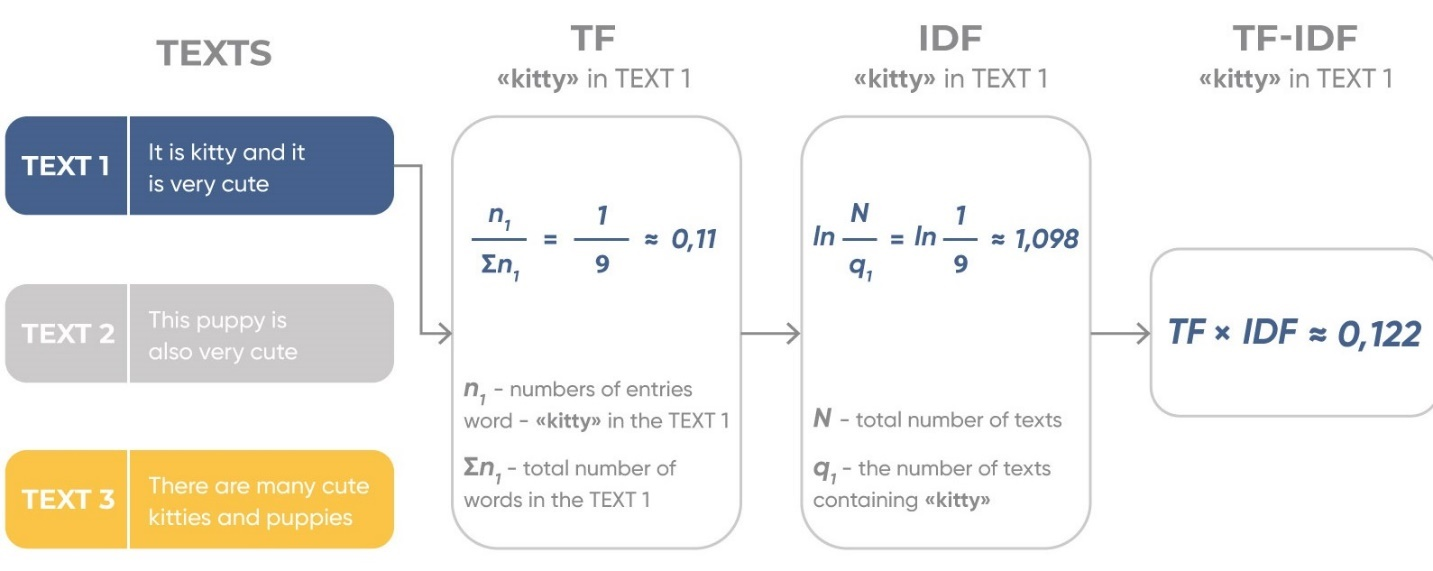 TEXTS
TEXT 1
It is kitty and it
is very cute
TEXT 2
This puppy is
also very cute
TEXT 3
There are many cute
kitties and puppies
TF
«kitty» in TEXT 1
n₁ / Σn₁ = 1 / 9 ≈ 0,11
n₁ - numbers of entries
word - «kitty» in the TEXT 1
Σn₁ - total number of
words in the TEXT 1
IDF
«kitty» in TEXT 1
ln N / q₁ = ln 1 / 9 ≈ 1,098
N - total number of texts
q₁ - the number of texts
containing «kitty»
TF-IDF
«kitty» in TEXT 1
TF × IDF ≈ 0,122